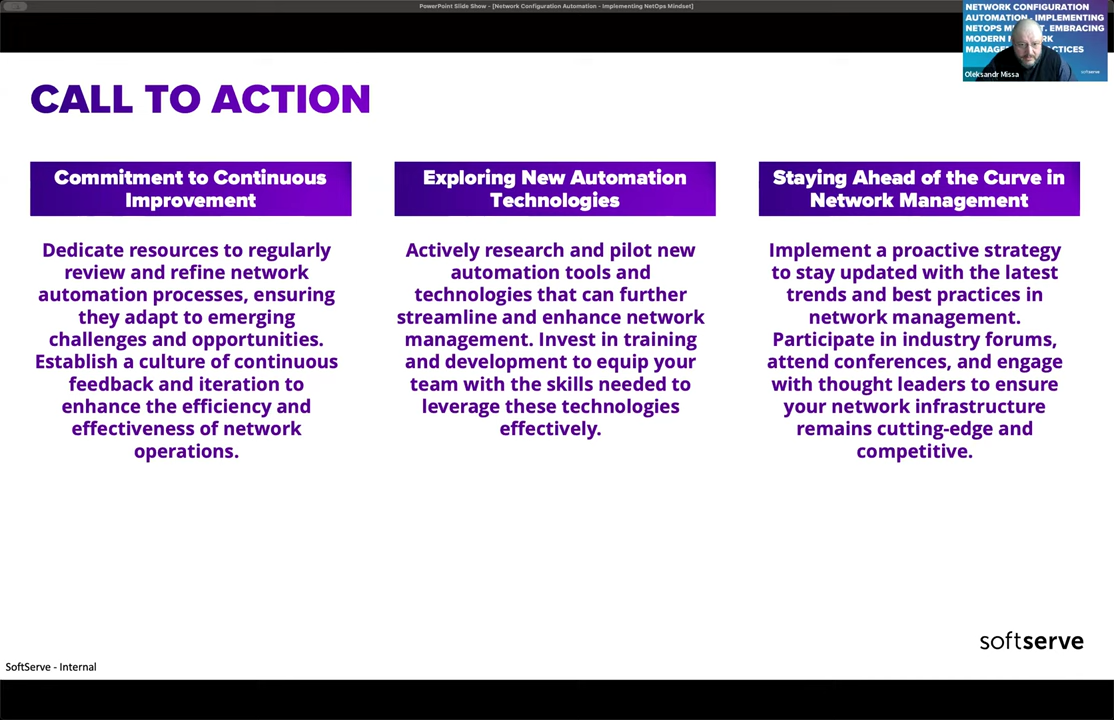 PowerPoint Slide Show - [Network Configuration Automation - Implementing NetOps Mindset]
NETWORK CONFIGURATION
AUTOMATION - IMPLEMENTING
NETOPS EMBRACING
MODERN
Oleksandr Missa
softserve
CALL TO ACTION
Commitment to Continuous
Improvement
Dedicate resources to regularly
review and refine network
automation processes, ensuring
they adapt to emerging
challenges and opportunities.
Establish a culture of continuous
feedback and iteration to
enhance the efficiency and
effectiveness of network
operations.
Exploring New Automation
Technologies
Actively research and pilot new
automation tools and
technologies that can further
streamline and enhance network
management. Invest in training
and development to equip your
team with the skills needed to
leverage these technologies
effectively.
Staying Ahead of the Curve in
Network Management
Implement a proactive strategy
to stay updated with the latest
trends and best practices in
network management.
Participate in industry forums,
attend conferences, and engage
with thought leaders to ensure
your network infrastructure
remains cutting-edge and
competitive.
softserve
SoftServe - Internal